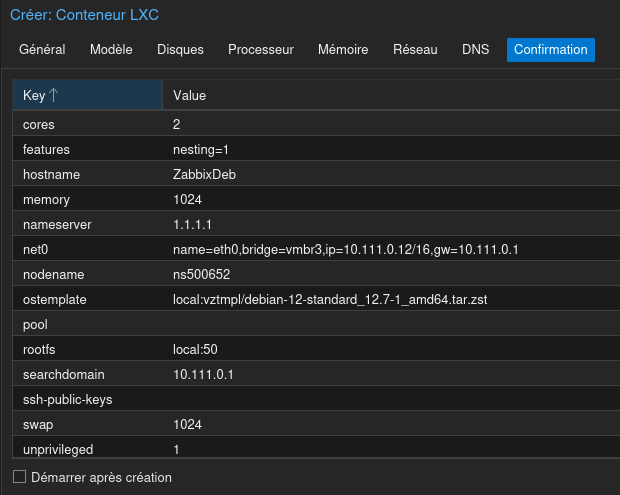 Créer: Conteneur LXC
Général Modèle Disques Processeur Mémoire Réseau DNS Confirmation
Key Value
cores 2
features nesting=1
hostname ZabbixDeb
memory 1024
nameserver 1.1.1.1
net0 name=eth0,bridge=vmbr3,ip=10.111.0.12/16,gw=10.111.0.1
nodename ns500652
ostemplate local:vztmpl/debian-12-standard_12.7-1_amd64.tar.zst
pool
rootfs local:50
searchdomain 10.111.0.1
ssh-public-keys
swap 1024
unprivileged 1
Démarrer après création